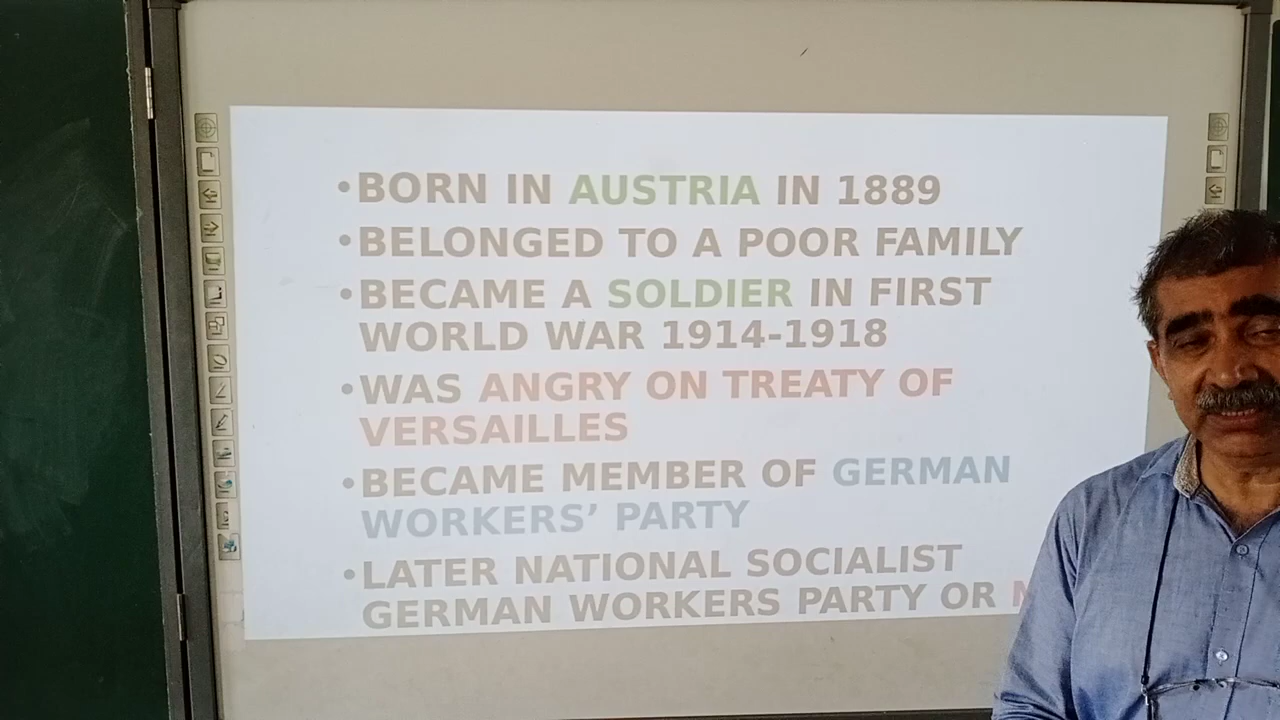 •BORN IN AUSTRIA IN 1889
•BELONGED TO A POOR FAMILY
•BECAME A SOLDIER IN FIRST
WORLD WAR 1914-1918
•WAS ANGRY ON TREATY OF
VERSAILLES
•BECAME MEMBER OF GERMAN
WORKERS’ PARTY
•LATER NATIONAL SOCIALIST
GERMAN WORKERS PARTY OR